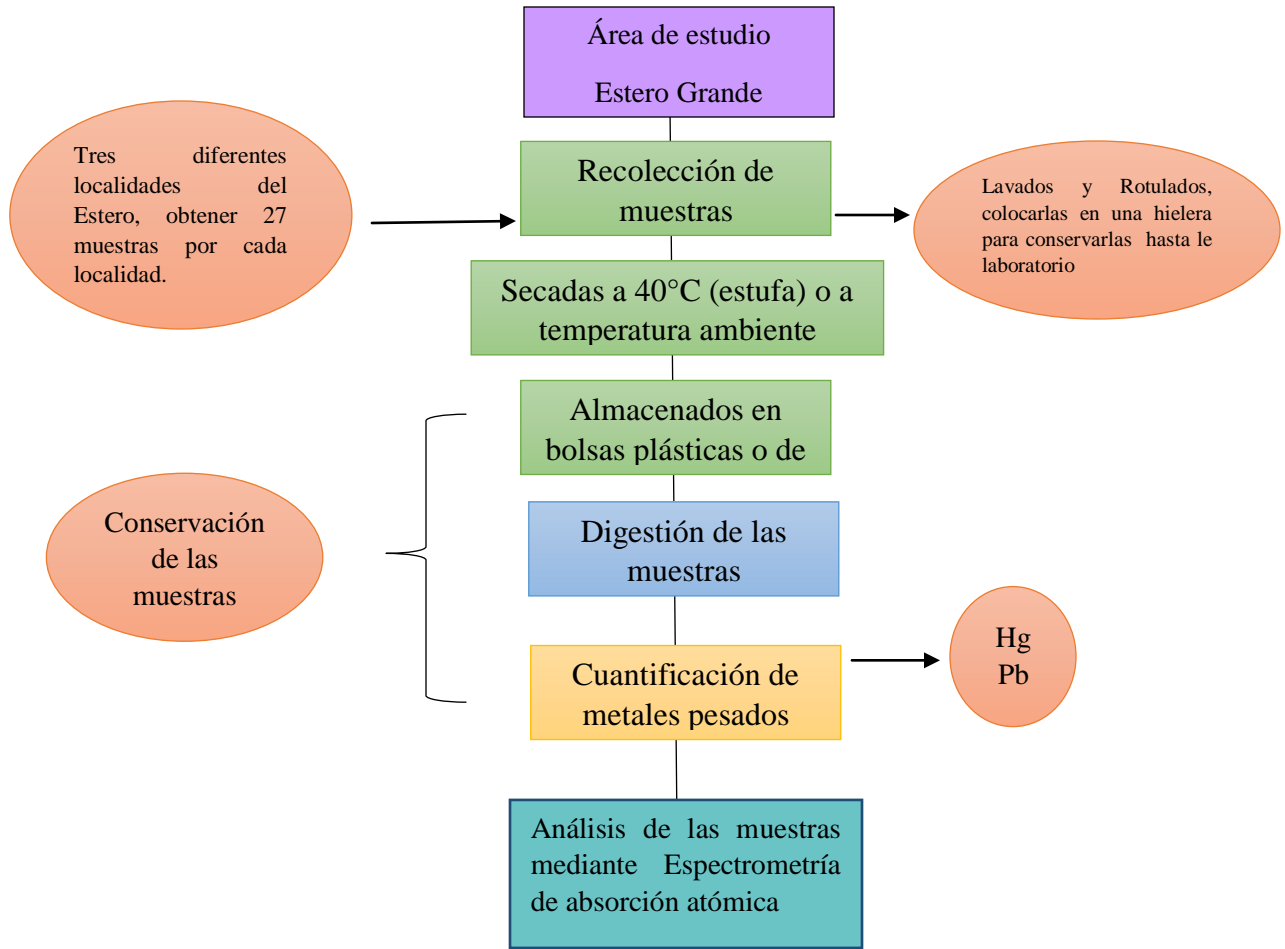 Área de estudio
Estero Grande
Tres diferentes
localidades del
Estero, obtener 27
muestras por cada
localidad.
Recolección de
muestras
Lavados y Rotulados,
colocarlas en una hielera
para conservarlas hasta le
laboratorio
Secadas a 40°C (estufa) o a
temperatura ambiente
Almacenados en
bolsas plásticas o de
Conservación
de las
muestras
Digestión de las
muestras
Cuantificación de
metales pesados
Hg
Pb
Análisis de las muestras
mediante Espectrometría
de absorción atómica